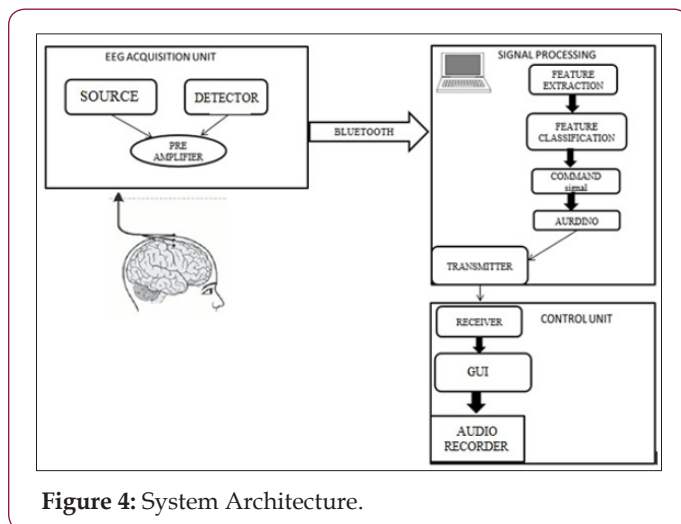 EEG ACQUISITION UNIT
SOURCE
DETECTOR
PRE
AMPLIFIER
BLUETOOTH
SIGNAL PROCESSING
FEATURE
EXTRACTION
FEATURE
CLASSIFICATION
COMMAND
signal
AURDINO
TRANSMITTER
RECEIVER
CONTROL UNIT
GUI
AUDIO
RECORDER
Figure 4: System Architecture.